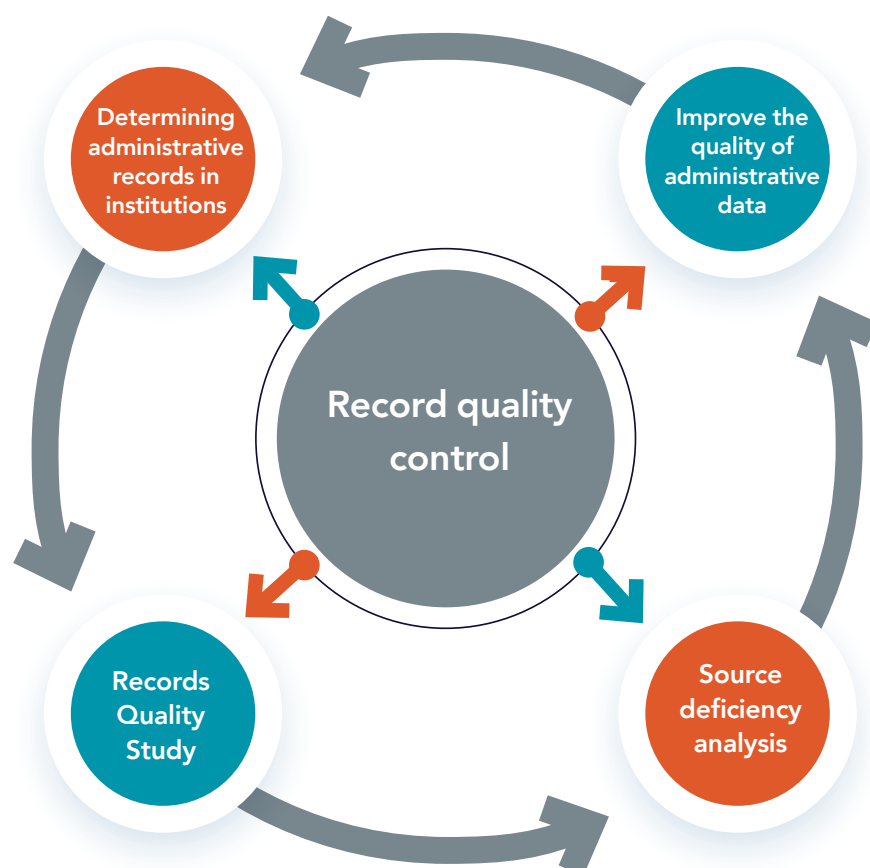 Determining
administrative
records in
institutions
Improve the
quality of
administrative
data
Record quality
control
Records
Quality
Study
Source
deficiency
analysis